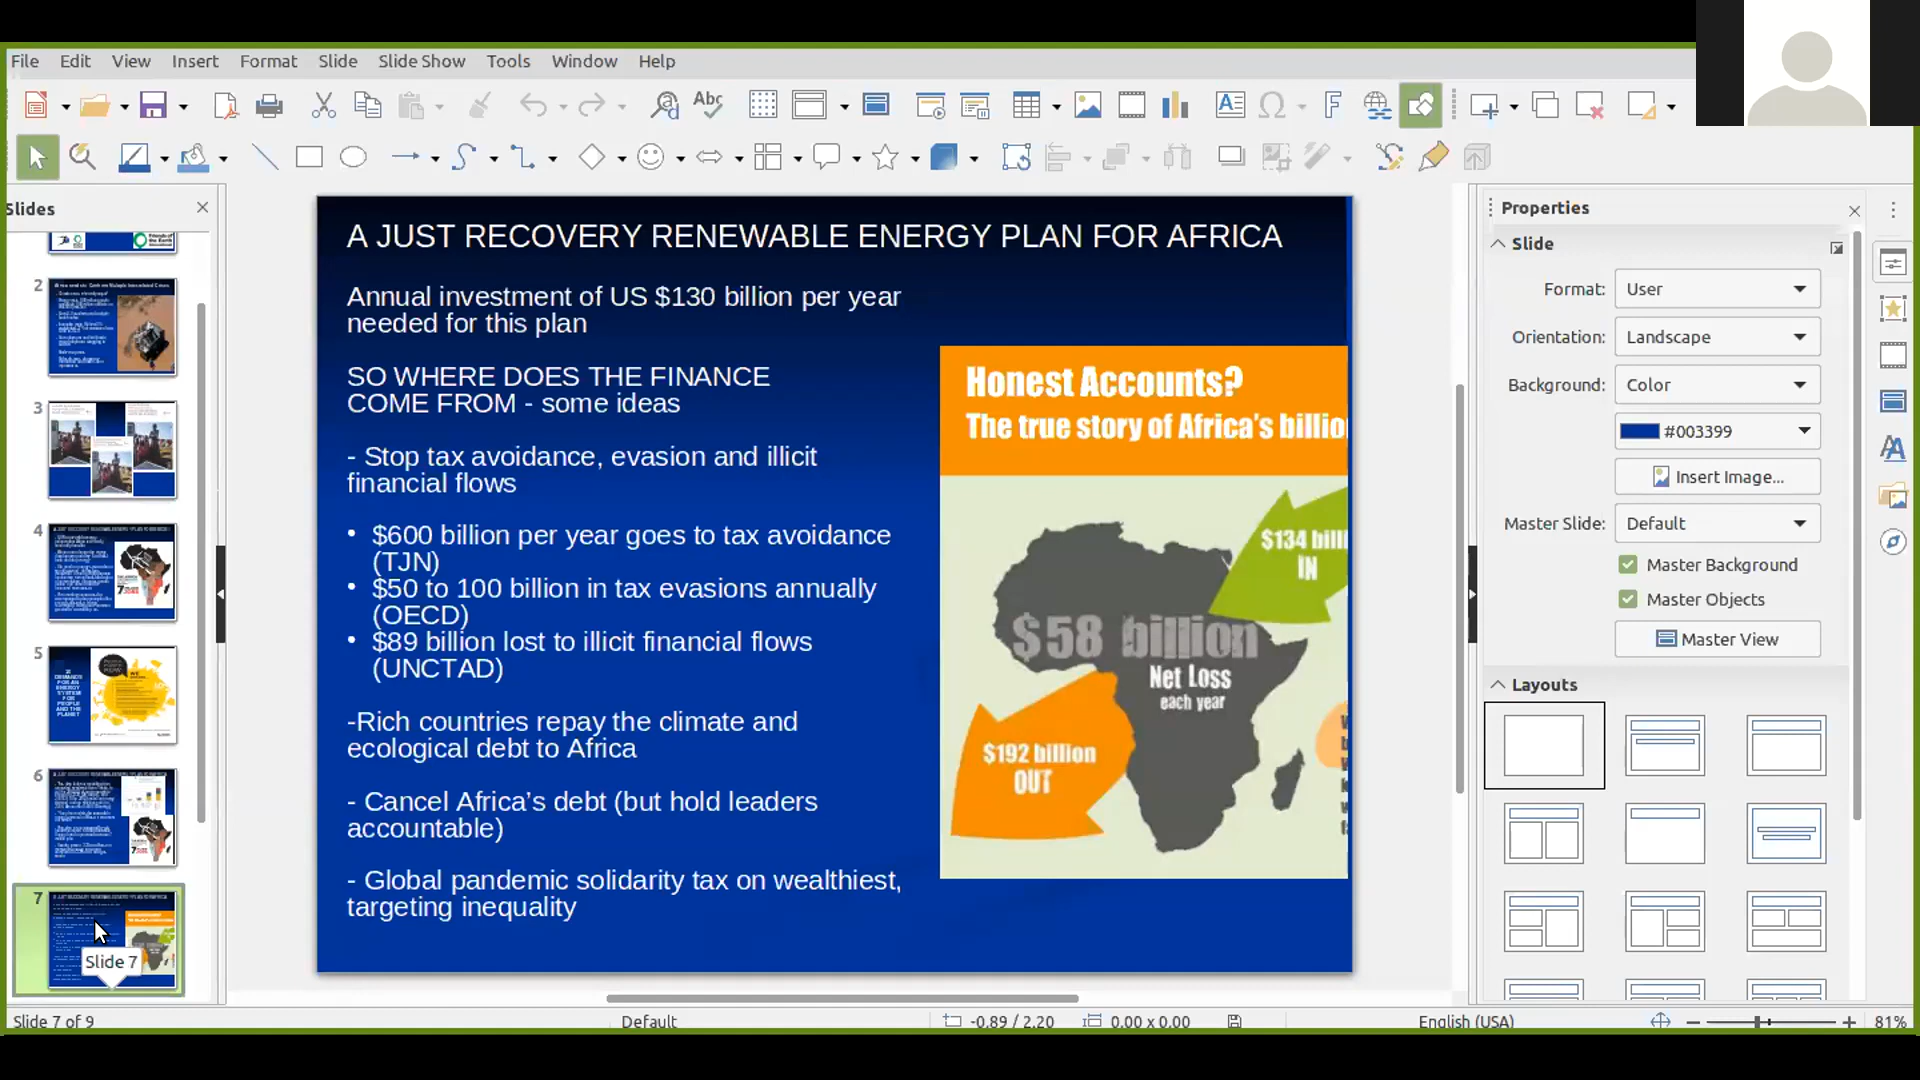 File Edit View Insert Format Slide Slide Show Tools Window Help
Abc
Slides
2
3
4
5
6
7
Slide 7
A JUST RECOVERY RENEWABLE ENERGY PLAN FOR AFRICA
Annual investment of US $130 billion per year
needed for this plan
SO WHERE DOES THE FINANCE
COME FROM - some ideas
- Stop tax avoidance, evasion and illicit
financial flows
• $600 billion per year goes to tax avoidance
(TJN)
• $50 to 100 billion in tax evasions annually
(OECD)
• $89 billion lost to illicit financial flows
(UNCTAD)
-Rich countries repay the climate and
ecological debt to Africa
- Cancel Africa’s debt (but hold leaders
accountable)
- Global pandemic solidarity tax on wealthiest,
targeting inequality
Honest Accounts?
The true story of Africa's billio
$134 bill
IN
$58 billion
Net Loss
each year
$192 billion
OUT
Properties
Slide
Format: User
Orientation: Landscape
Background: Color
#003399
Insert Image...
Master Slide: Default
Master Background
Master Objects
Master View
Layouts
Slide 7 of 9
Default
-0.89 / 2.20
0.00 x 0.00
English (USA)
81%